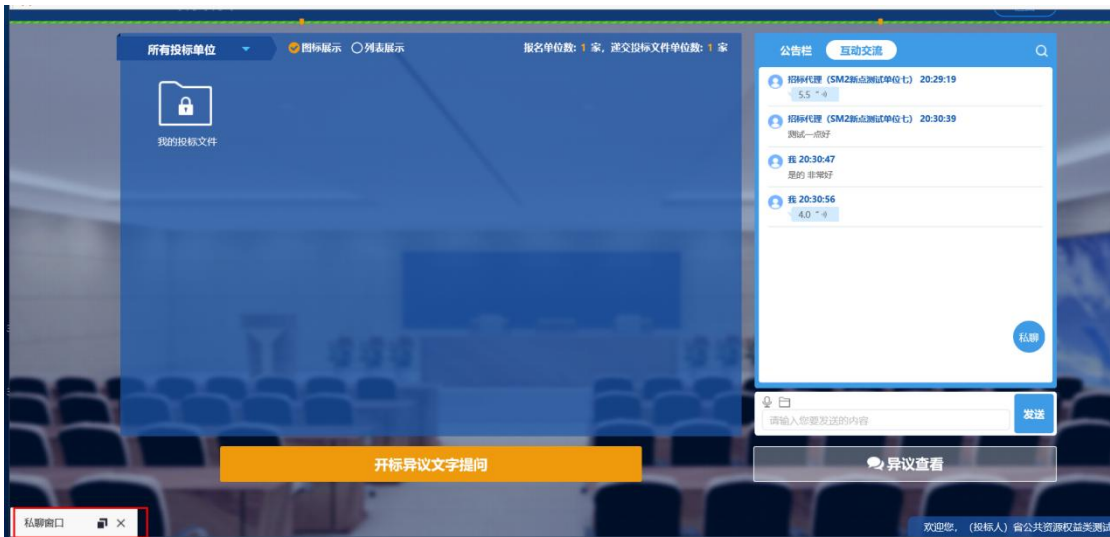 所有投标单位
图标展示 列表展示
报名单位数: 1 家, 递交投标文件单位数: 1 家
我的投标文件
公告栏 互动交流
招标代理 (SM2新点测试单位七) 20:29:19
5.5 "
招标代理 (SM2新点测试单位七) 20:30:39
测试一点好
我 20:30:47
是的 非常好
我 20:30:56
4.0 "
私聊
请输入您要发送的内容
发送
开标异议文字提问
异议查看
私聊窗口
欢迎您, (投标人) 省公共资源权益类测试